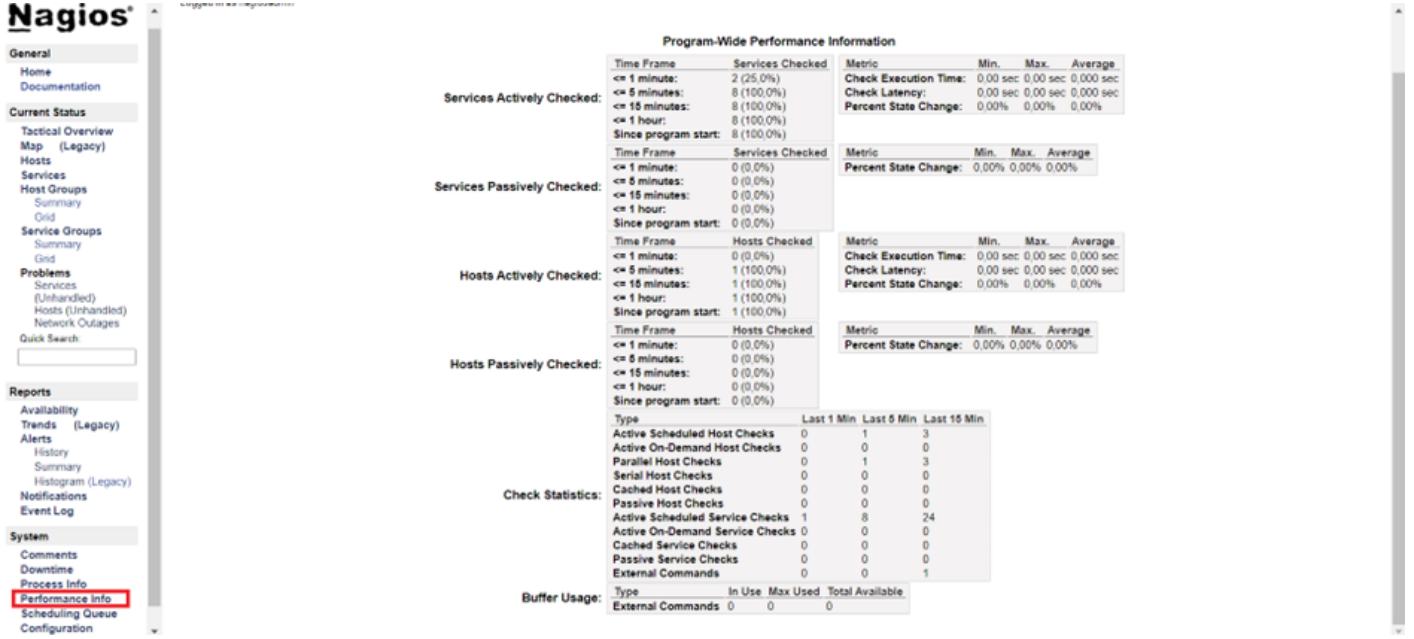 Nagios®
General
Home
Documentation
Current Status
Tactical Overview
Map (Legacy)
Hosts
Services
Host Groups
Summary
Grid
Service Groups
Summary
Grid
Problems
Services
(Unhandled)
Hosts (Unhandled)
Network Outages
Quick Search:
Reports
Availability
Trends (Legacy)
Alerts
History
Summary
Histogram (Legacy)
Notifications
Event Log
System
Comments
Downtime
Process Info
Performance Info
Scheduling Queue
Configuration
Logged in as nagiosadmin
Program-Wide Performance Information
Services Actively Checked:
Time Frame Services Checked
<= 1 minute: 2 (25,0%)
<= 5 minutes: 8 (100,0%)
<= 15 minutes: 8 (100,0%)
<= 1 hour: 8 (100,0%)
Since program start: 8 (100,0%)
Metric Min. Max. Average
Check Execution Time: 0,00 sec 0,00 sec 0,000 sec
Check Latency: 0,00 sec 0,00 sec 0,000 sec
Percent State Change: 0,00% 0,00% 0,00%
Services Passively Checked:
Time Frame Services Checked
<= 1 minute: 0 (0,0%)
<= 5 minutes: 0 (0,0%)
<= 15 minutes: 0 (0,0%)
<= 1 hour: 0 (0,0%)
Since program start: 0 (0,0%)
Metric Min. Max. Average
Percent State Change: 0,00% 0,00% 0,00%
Hosts Actively Checked:
Time Frame Hosts Checked
<= 1 minute: 0 (0,0%)
<= 5 minutes: 1 (100,0%)
<= 15 minutes: 1 (100,0%)
<= 1 hour: 1 (100,0%)
Since program start: 1 (100,0%)
Metric Min. Max. Average
Check Execution Time: 0,00 sec 0,00 sec 0,000 sec
Check Latency: 0,00 sec 0,00 sec 0,000 sec
Percent State Change: 0,00% 0,00% 0,00%
Hosts Passively Checked:
Time Frame Hosts Checked
<= 1 minute: 0 (0,0%)
<= 5 minutes: 0 (0,0%)
<= 15 minutes: 0 (0,0%)
<= 1 hour: 0 (0,0%)
Since program start: 0 (0,0%)
Metric Min. Max. Average
Percent State Change: 0,00% 0,00% 0,00%
Check Statistics:
Type Last 1 Min Last 5 Min Last 15 Min
Active Scheduled Host Checks 0 1 3
Active On-Demand Host Checks 0 0 0
Parallel Host Checks 0 1 3
Serial Host Checks 0 0 0
Cached Host Checks 0 0 0
Passive Host Checks 0 0 0
Active Scheduled Service Checks 1 8 24
Active On-Demand Service Checks 0 0 0
Cached Service Checks 0 0 0
Passive Service Checks 0 0 0
External Commands 0 0 1
Buffer Usage:
Type In Use Max Used Total Available
External Commands 0 0 0